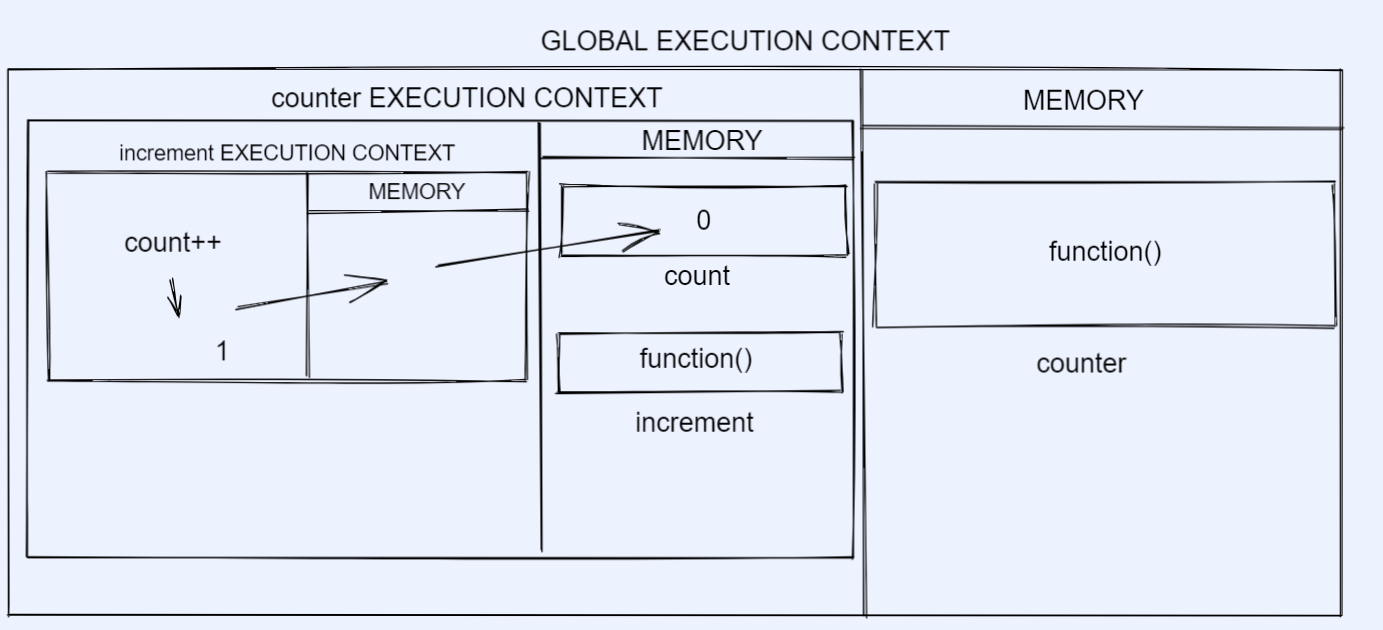 GLOBAL EXECUTION CONTEXT
counter EXECUTION CONTEXT
MEMORY
increment EXECUTION CONTEXT
MEMORY
MEMORY
count++
1
0
count
function()
increment
function()
counter